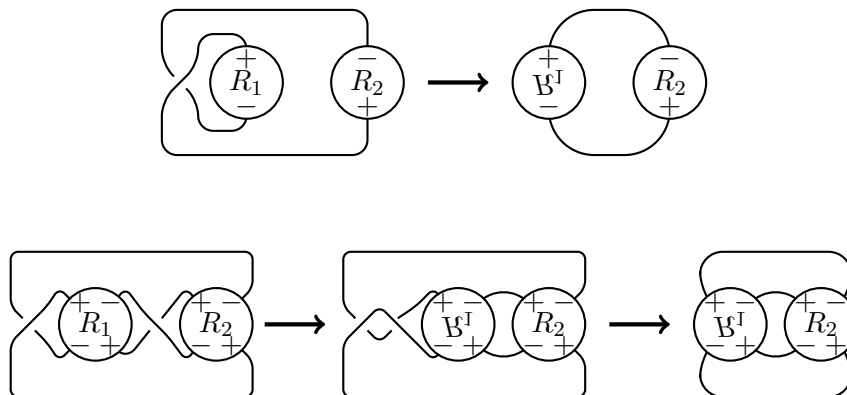 + − + −
R₁ R₂ R₁ R₂
− + − +
+ − + − + − + − + − + −
R₁ R₂ R₁ R₂ R₁ R₂
− + − + − + − + − + − +